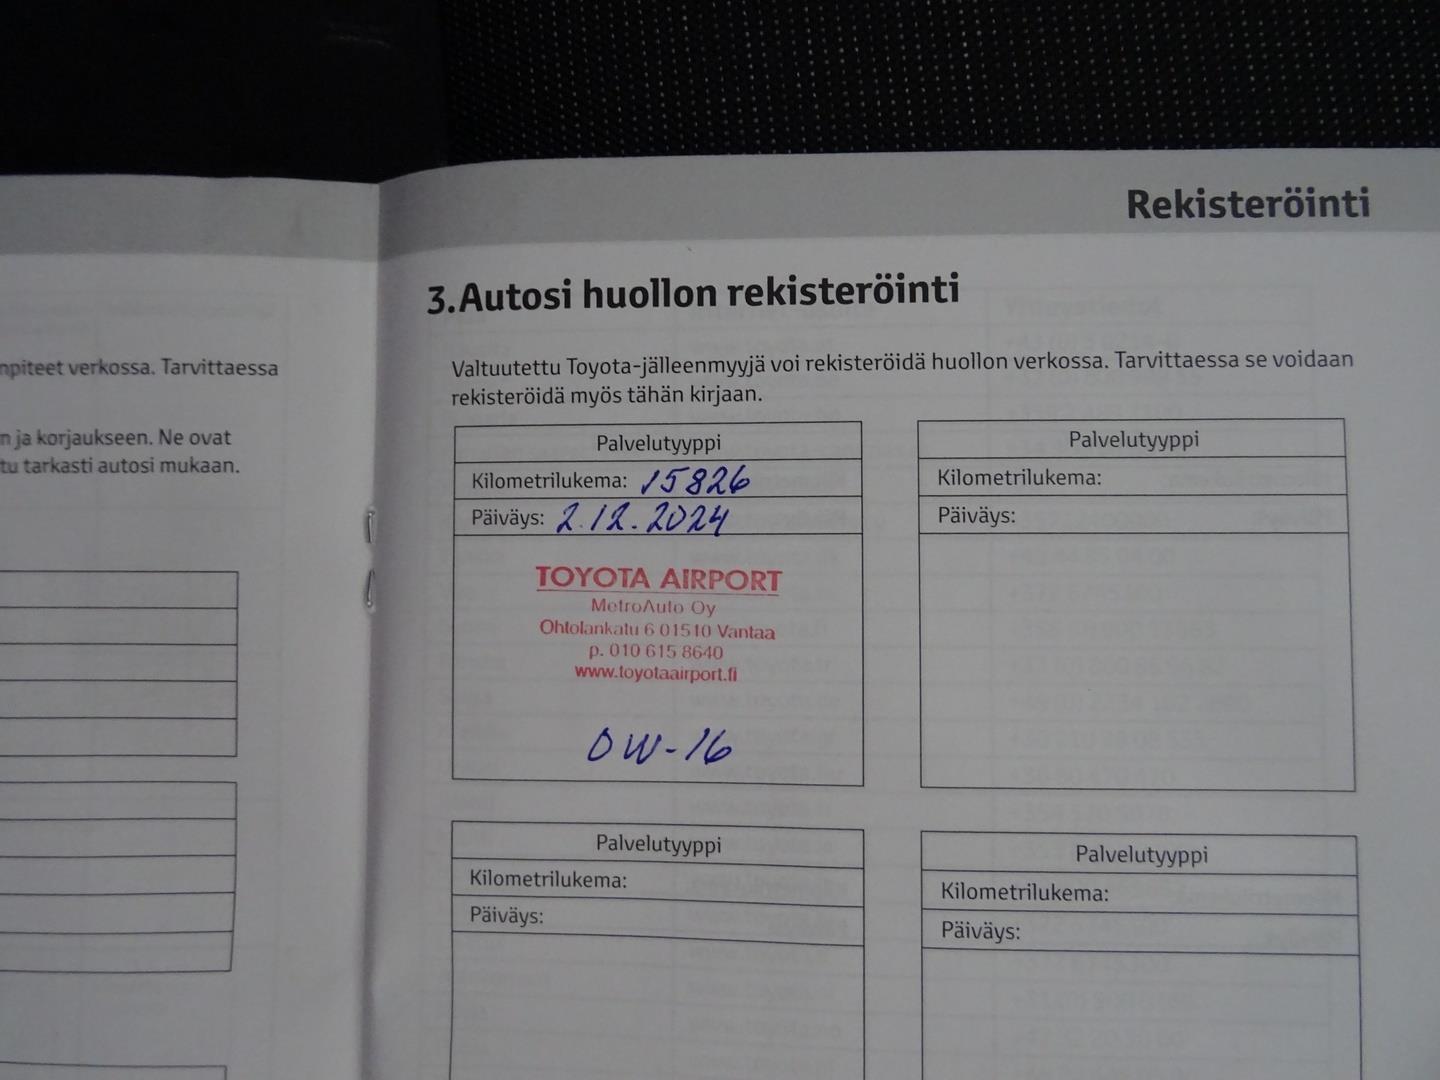 Rekisteröinti
3.Autosi huollon rekisteröinti
npiteet verkossa. Tarvittaessa
n ja korjaukseen. Ne ovat
tu tarkasti autosi mukaan.
Valtuutettu Toyota-jälleenmyyjä voi rekisteröidä huollon verkossa. Tarvittaessa se voidaan
rekisteröidä myös tähän kirjaan.
Palvelutyyppi
Kilometrilukema: 15826
Päiväys: 2.12.2024
TOYOTA AIRPORT
MetroAuto Oy
Ohtolankatu 6 01510 Vantaa
p. 010 615 8640
www.toyotaairport.fi
OW-16
Palvelutyyppi
Kilometrilukema:
Päiväys:
Palvelutyyppi
Kilometrilukema:
Päiväys:
Palvelutyyppi
Kilometrilukema:
Päiväys: